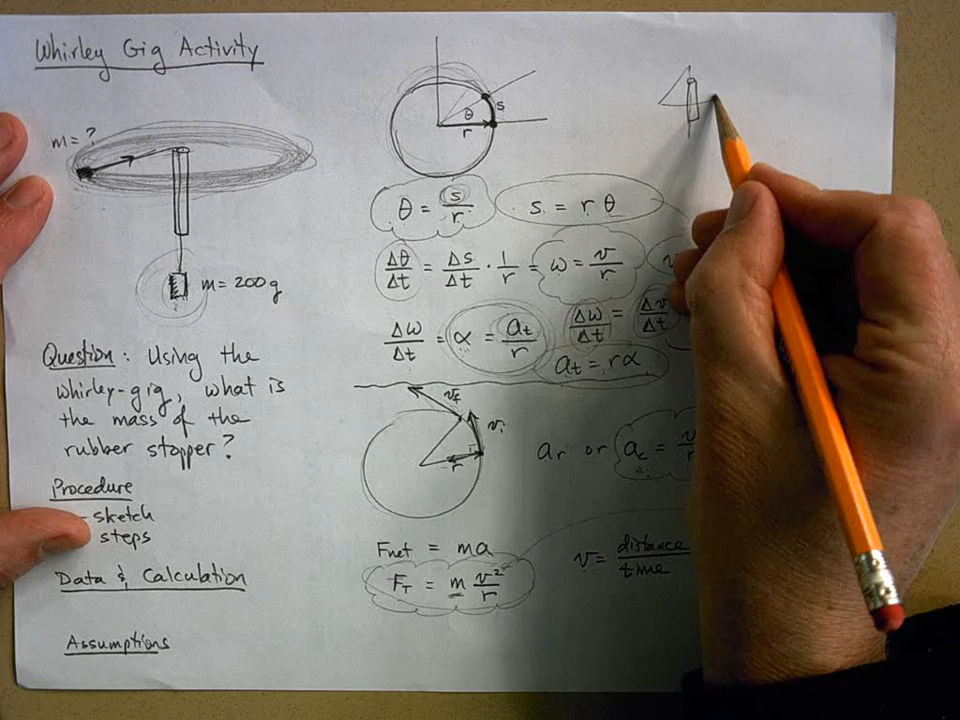 Whirley Gig Activity
m = ?
m = 200g
Question: Using the
whirley-gig, what is
the mass of the
rubber stopper?
Procedure
- sketch
steps
Data & Calculation
Assumptions
θ
s
r
θ = s/r
s = r θ
Δθ/Δt = Δs/Δt · 1/r = ω = v/r
Δω/Δt = α = at/r
Δω/Δt = Δv/Δt
at = rα
vf
vi
r
ar or ac = v
Fnet = ma
FT = m v²/r
v = distance/time